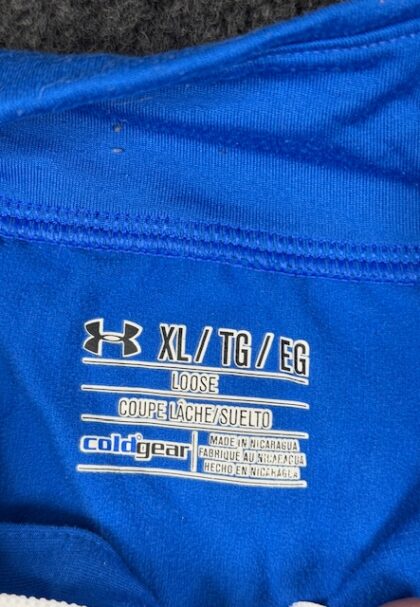 XL / TG / EG
LOOSE
COUPE LÂCHE/SUELTO
coldgear
MADE IN NICARAGUA
FABRIQUÉ AU NICARAGUA
HECHO EN NICARAGUA